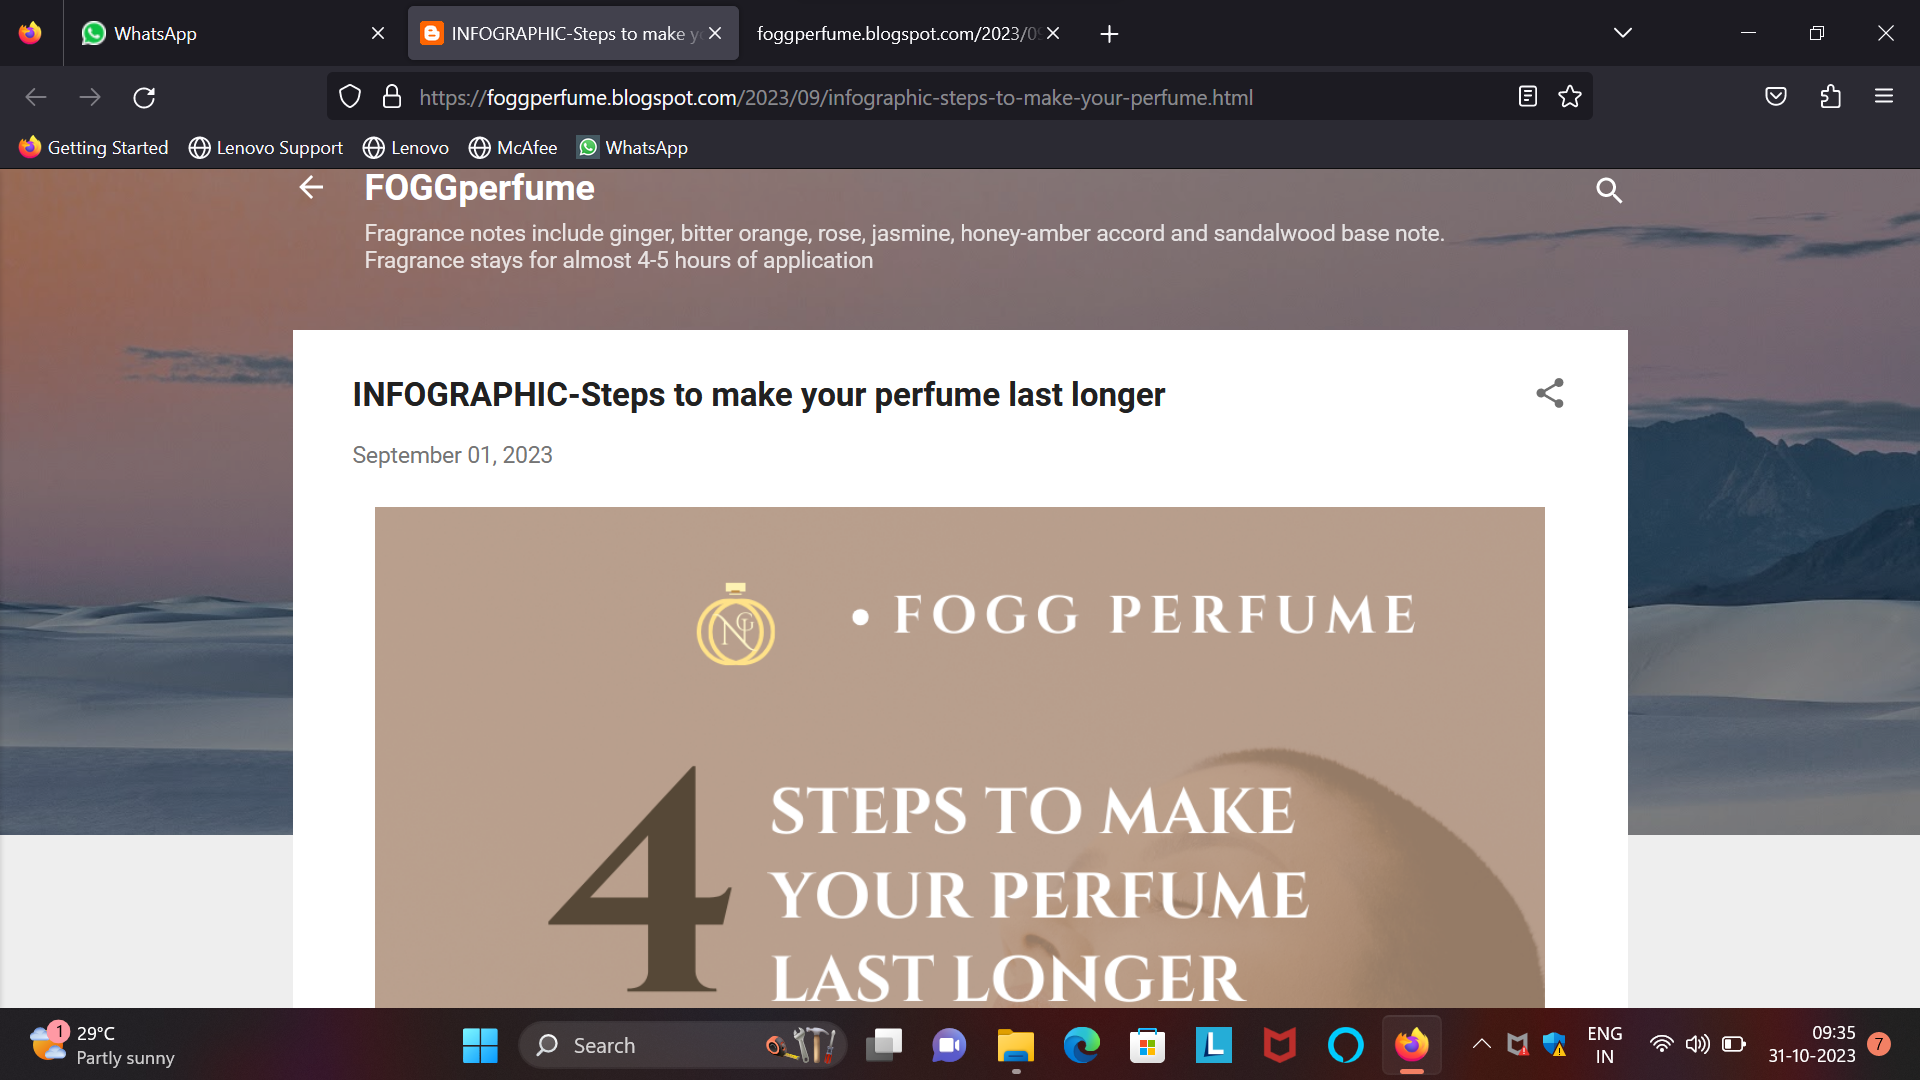 WhatsApp
INFOGRAPHIC-Steps to make y
foggperfume.blogspot.com/2023/09
https://foggperfume.blogspot.com/2023/09/infographic-steps-to-make-your-perfume.html
Getting Started
Lenovo Support
Lenovo
McAfee
WhatsApp
FOGGperfume
Fragrance notes include ginger, bitter orange, rose, jasmine, honey-amber accord and sandalwood base note.
Fragrance stays for almost 4-5 hours of application
INFOGRAPHIC-Steps to make your perfume last longer
September 01, 2023
• FOGG PERFUME
4
STEPS TO MAKE
YOUR PERFUME
LAST LONGER
1
29°C
Partly sunny
Search
L
ENG
IN
09:35
31-10-2023
7